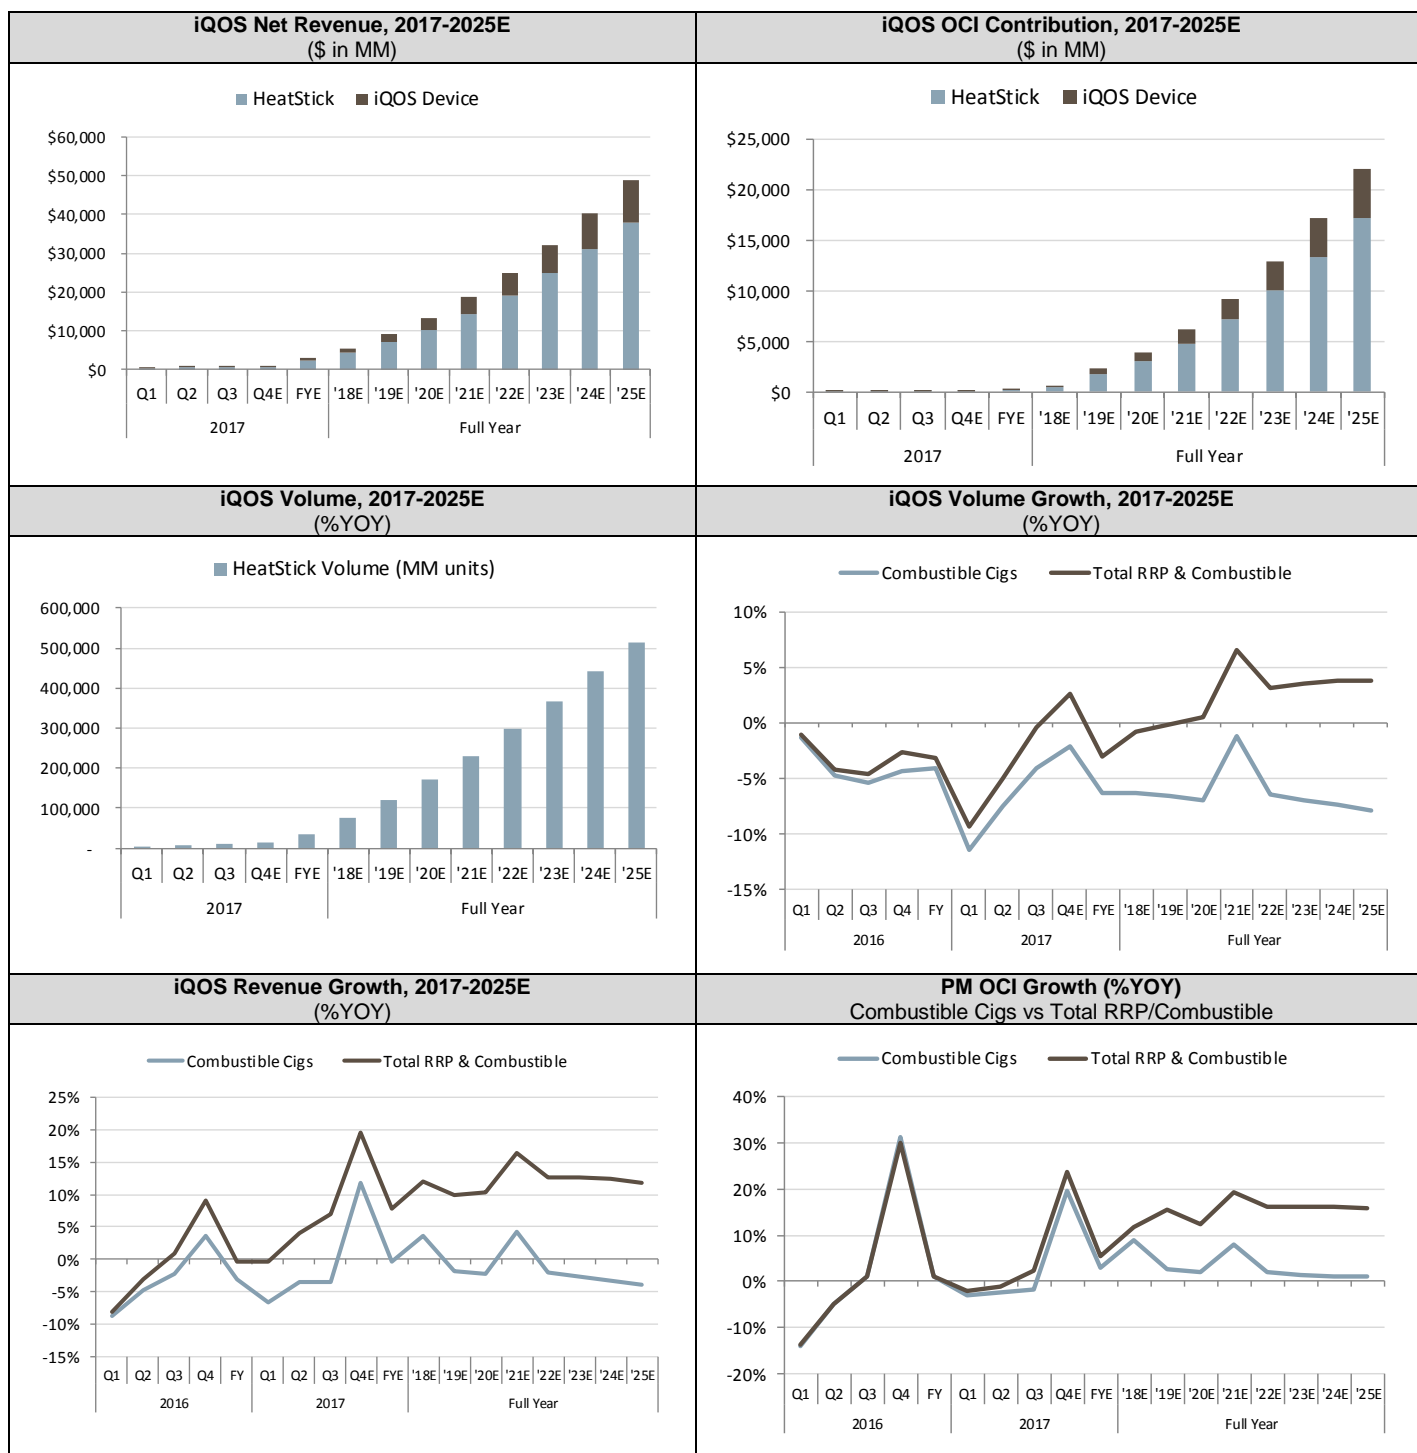 iQOS Net Revenue, 2017-2025E
($ in MM)
HeatStick iQOS Device
$60,000
$50,000
$40,000
$30,000
$20,000
$10,000
$0
Q1 Q2 Q3 Q4E FYE '18E '19E '20E '21E '22E '23E '24E '25E
2017 Full Year
iQOS OCI Contribution, 2017-2025E
($ in MM)
HeatStick iQOS Device
$25,000
$20,000
$15,000
$10,000
$5,000
$0
Q1 Q2 Q3 Q4E FYE '18E '19E '20E '21E '22E '23E '24E '25E
2017 Full Year
iQOS Volume, 2017-2025E
(%YOY)
HeatStick Volume (MM units)
600,000
500,000
400,000
300,000
200,000
100,000
-
Q1 Q2 Q3 Q4E FYE '18E '19E '20E '21E '22E '23E '24E '25E
2017 Full Year
iQOS Volume Growth, 2017-2025E
(%YOY)
Combustible Cigs Total RRP & Combustible
10%
5%
0%
-5%
-10%
-15%
Q1 Q2 Q3 Q4 FY Q1 Q2 Q3 Q4E FYE '18E '19E '20E '21E '22E '23E '24E '25E
2016 2017 Full Year
iQOS Revenue Growth, 2017-2025E
(%YOY)
Combustible Cigs Total RRP & Combustible
25%
20%
15%
10%
5%
0%
-5%
-10%
-15%
Q1 Q2 Q3 Q4 FY Q1 Q2 Q3 Q4E FYE '18E '19E '20E '21E '22E '23E '24E '25E
2016 2017 Full Year
PM OCI Growth (%YOY)
Combustible Cigs vs Total RRP/Combustible
Combustible Cigs Total RRP & Combustible
40%
30%
20%
10%
0%
-10%
-20%
Q1 Q2 Q3 Q4 FY Q1 Q2 Q3 Q4E FYE '18E '19E '20E '21E '22E '23E '24E '25E
2016 2017 Full Year